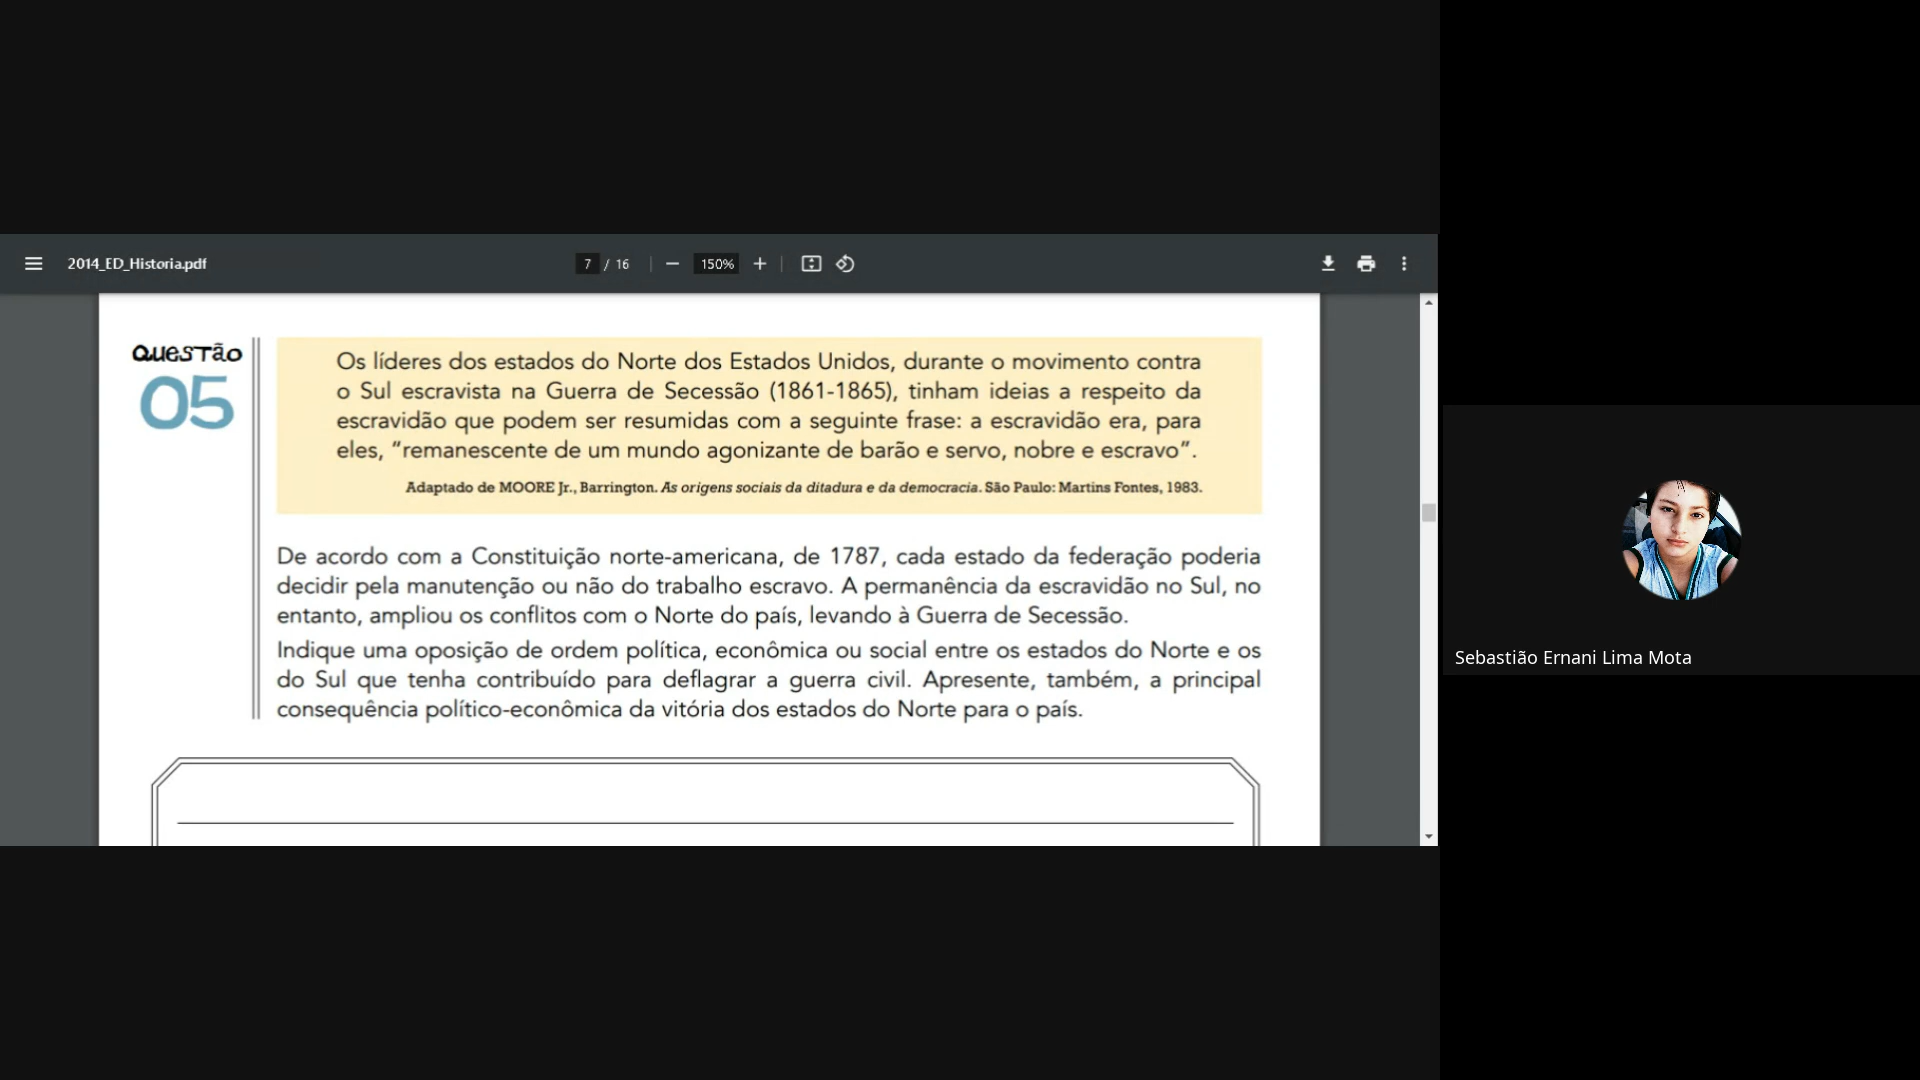 2014_ED_Historia.pdf
7 / 16
150%
QUESTÃO
05
Os líderes dos estados do Norte dos Estados Unidos, durante o movimento contra
o Sul escravista na Guerra de Secessão (1861-1865), tinham ideias a respeito da
escravidão que podem ser resumidas com a seguinte frase: a escravidão era, para
eles, “remanescente de um mundo agonizante de barão e servo, nobre e escravo”.
Adaptado de MOORE Jr., Barrington. As origens sociais da ditadura e da democracia. São Paulo: Martins Fontes, 1983.
De acordo com a Constituição norte-americana, de 1787, cada estado da federação poderia
decidir pela manutenção ou não do trabalho escravo. A permanência da escravidão no Sul, no
entanto, ampliou os conflitos com o Norte do país, levando à Guerra de Secessão.
Indique uma oposição de ordem política, econômica ou social entre os estados do Norte e os
do Sul que tenha contribuído para deflagrar a guerra civil. Apresente, também, a principal
consequência político-econômica da vitória dos estados do Norte para o país.
Sebastião Ernani Lima Mota